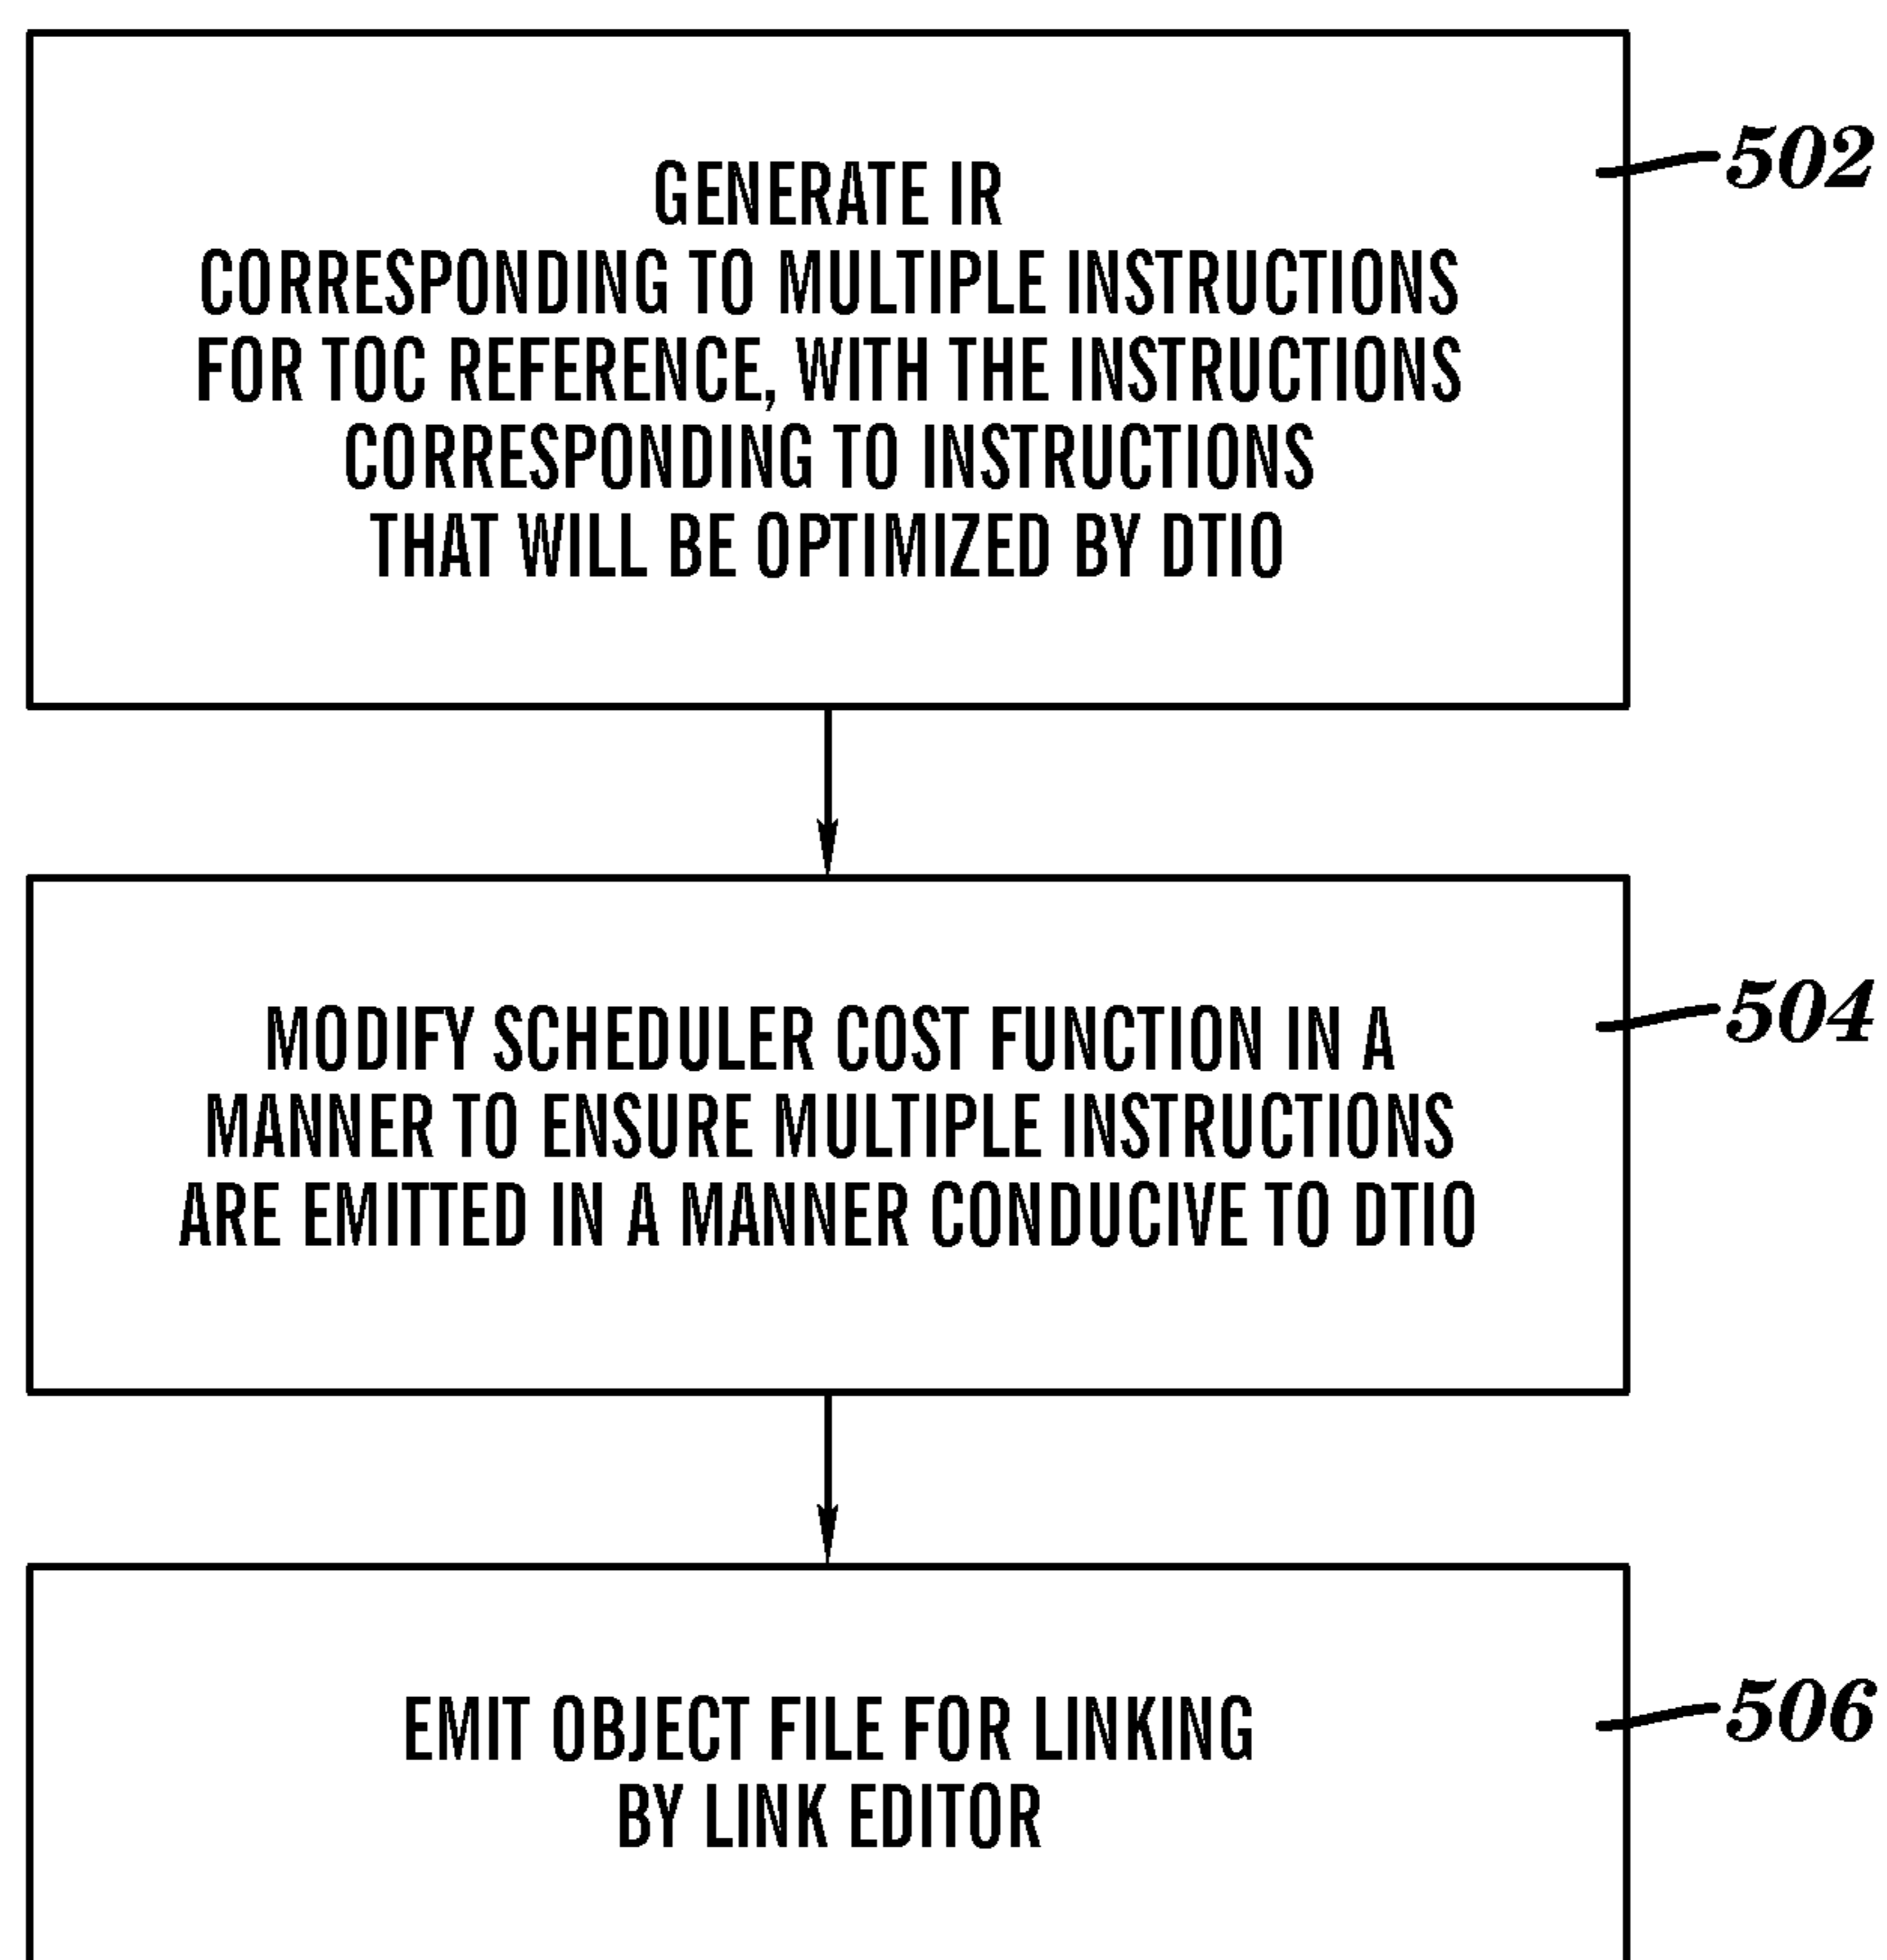 GENERATE IR
CORRESPONDING TO MULTIPLE INSTRUCTIONS
FOR TOC REFERENCE, WITH THE INSTRUCTIONS
CORRESPONDING TO INSTRUCTIONS
THAT WILL BE OPTIMIZED BY DTIO
502
MODIFY SCHEDULER COST FUNCTION IN A
MANNER TO ENSURE MULTIPLE INSTRUCTIONS
ARE EMITTED IN A MANNER CONDUCIVE TO DTIO
504
EMIT OBJECT FILE FOR LINKING
BY LINK EDITOR
506